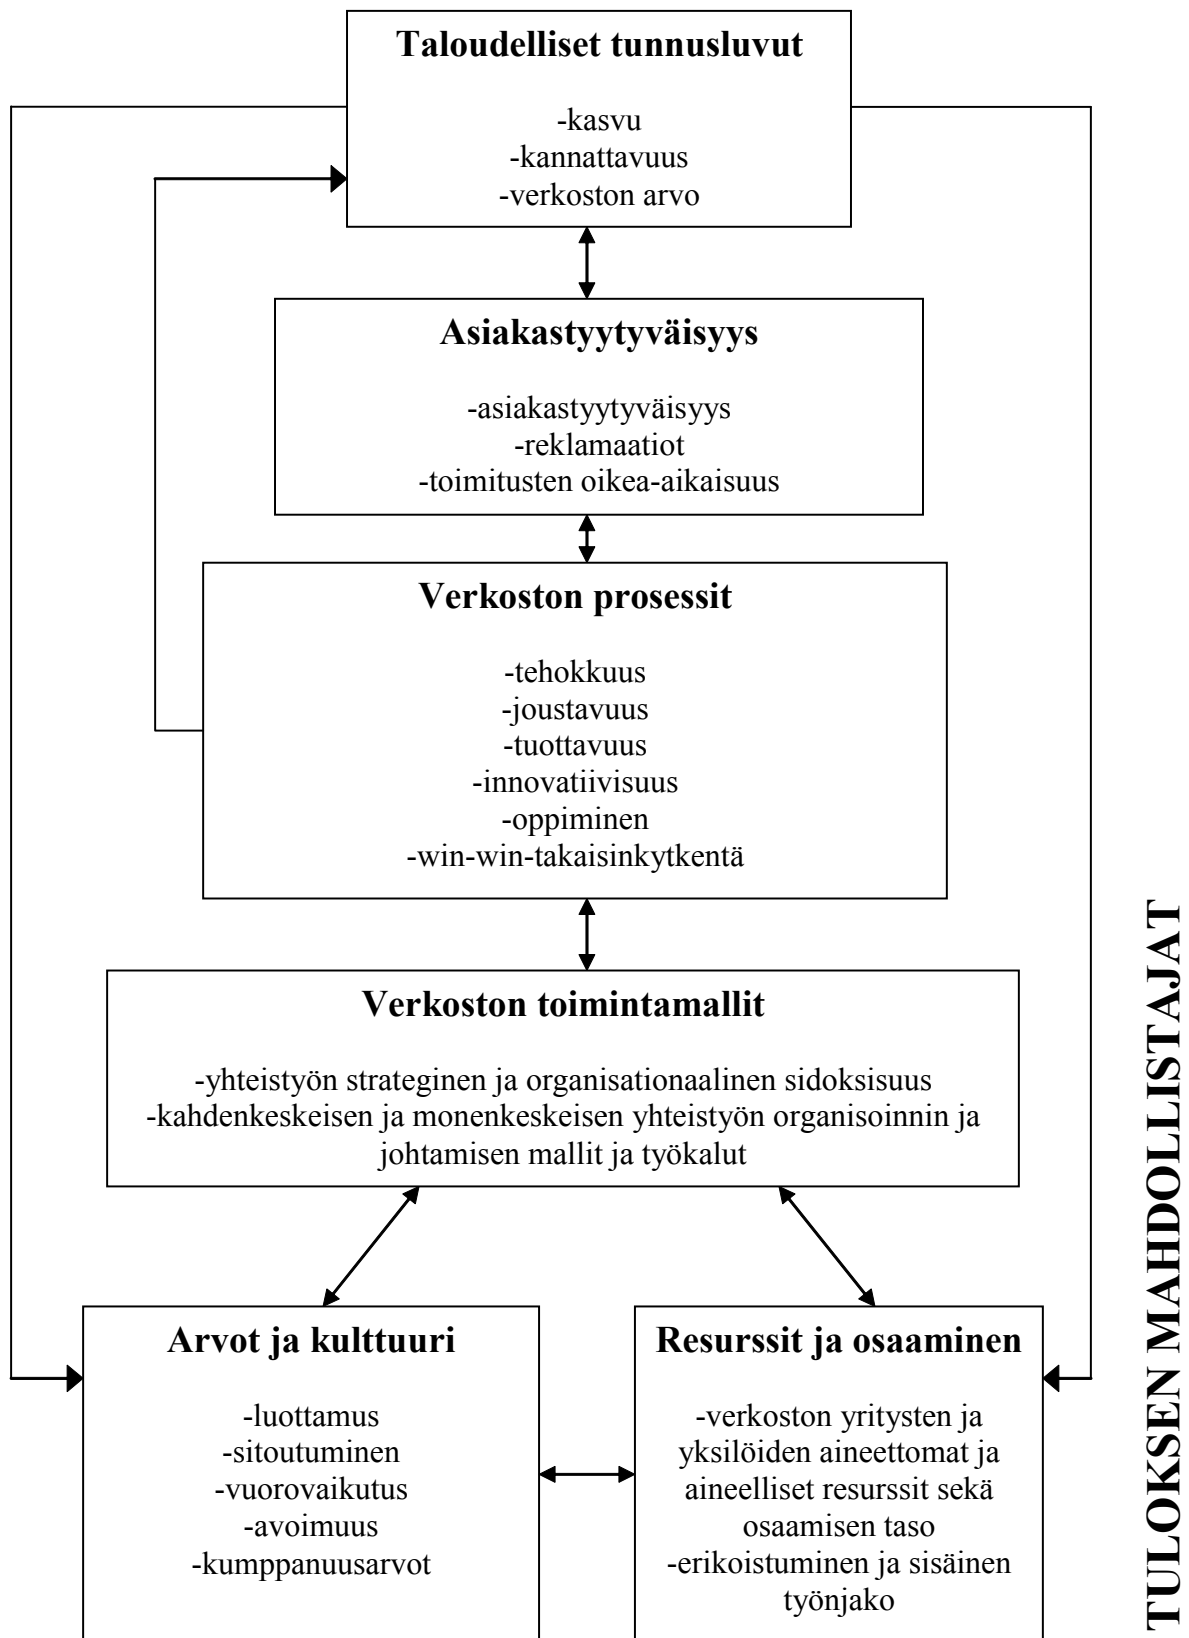 Taloudelliset tunnusluvut
-kasvu
-kannattavuus
-verkoston arvo
Asiakastyytyväisyys
-asiakastyytyväisyys
-reklamaatiot
-toimitusten oikea-aikaisuus
Verkoston prosessit
-tehokkuus
-joustavuus
-tuottavuus
-innovatiivisuus
-oppiminen
-win-win-takaisinkytkentä
Verkoston toimintamallit
-yhteistyön strateginen ja organisationaalinen sidoksisuus
-kahdenkeskeisen ja monenkeskeisen yhteistyön organisoinnin ja
johtamisen mallit ja työkalut
Arvot ja kulttuuri
-luottamus
-sitoutuminen
-vuorovaikutus
-avoimuus
-kumppanuusarvot
Resurssit ja osaaminen
-verkoston yritysten ja
yksilöiden aineettomat ja
aineelliset resurssit sekä
osaamisen taso
-erikoistuminen ja sisäinen
työnjako
TULOKSEN MAHDOLLISTAJAT